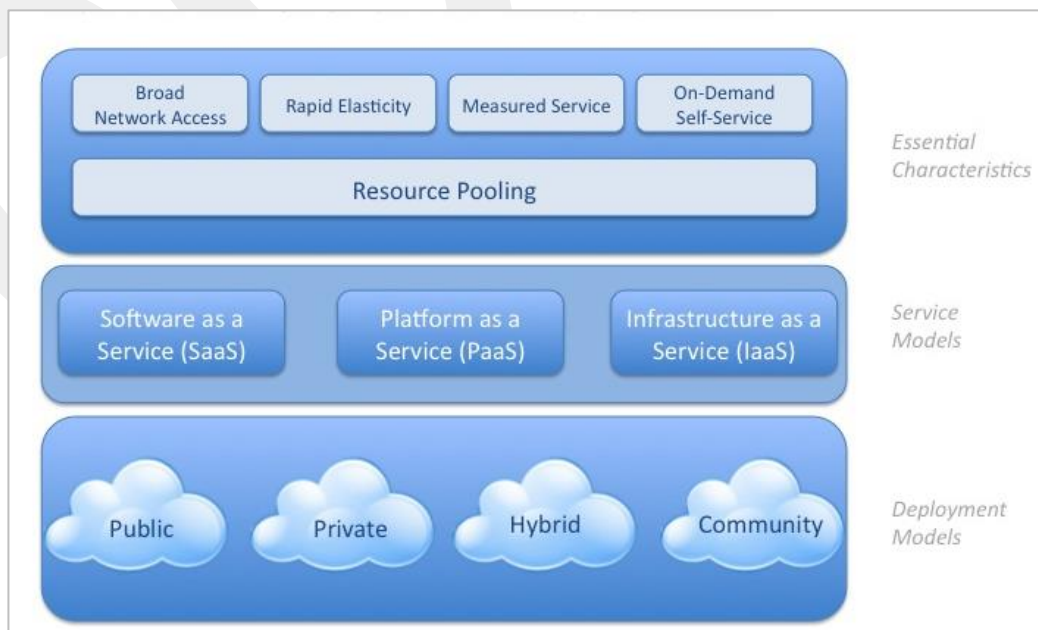 Broad
Network Access
Rapid Elasticity
Measured Service
On-Demand
Self-Service
Resource Pooling
Essential
Characteristics
Software as a
Service (SaaS)
Platform as a
Service (PaaS)
Infrastructure as a
Service (IaaS)
Service
Models
Public
Private
Hybrid
Community
Deployment
Models